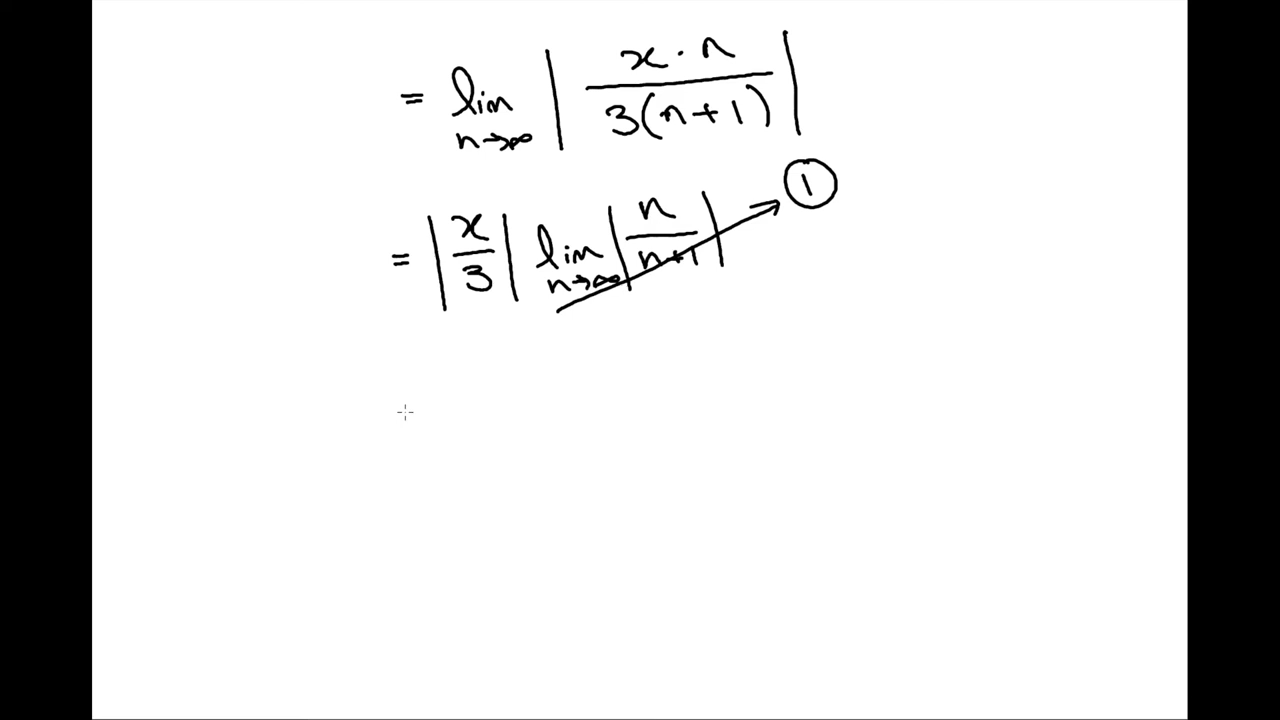 = lim n→∞ | x · n / 3(n+1) |
= | x / 3 | lim n→∞ | n / n+1 | → 1